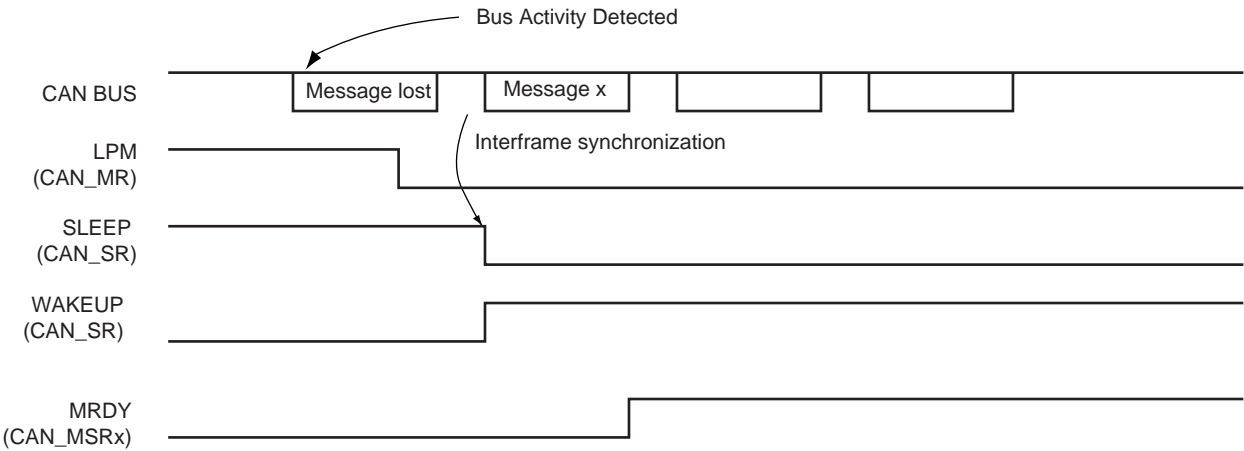 Bus Activity Detected
CAN BUS
Message lost
Message x
Interframe synchronization
LPM
(CAN_MR)
SLEEP
(CAN_SR)
WAKEUP
(CAN_SR)
MRDY
(CAN_MSRx)